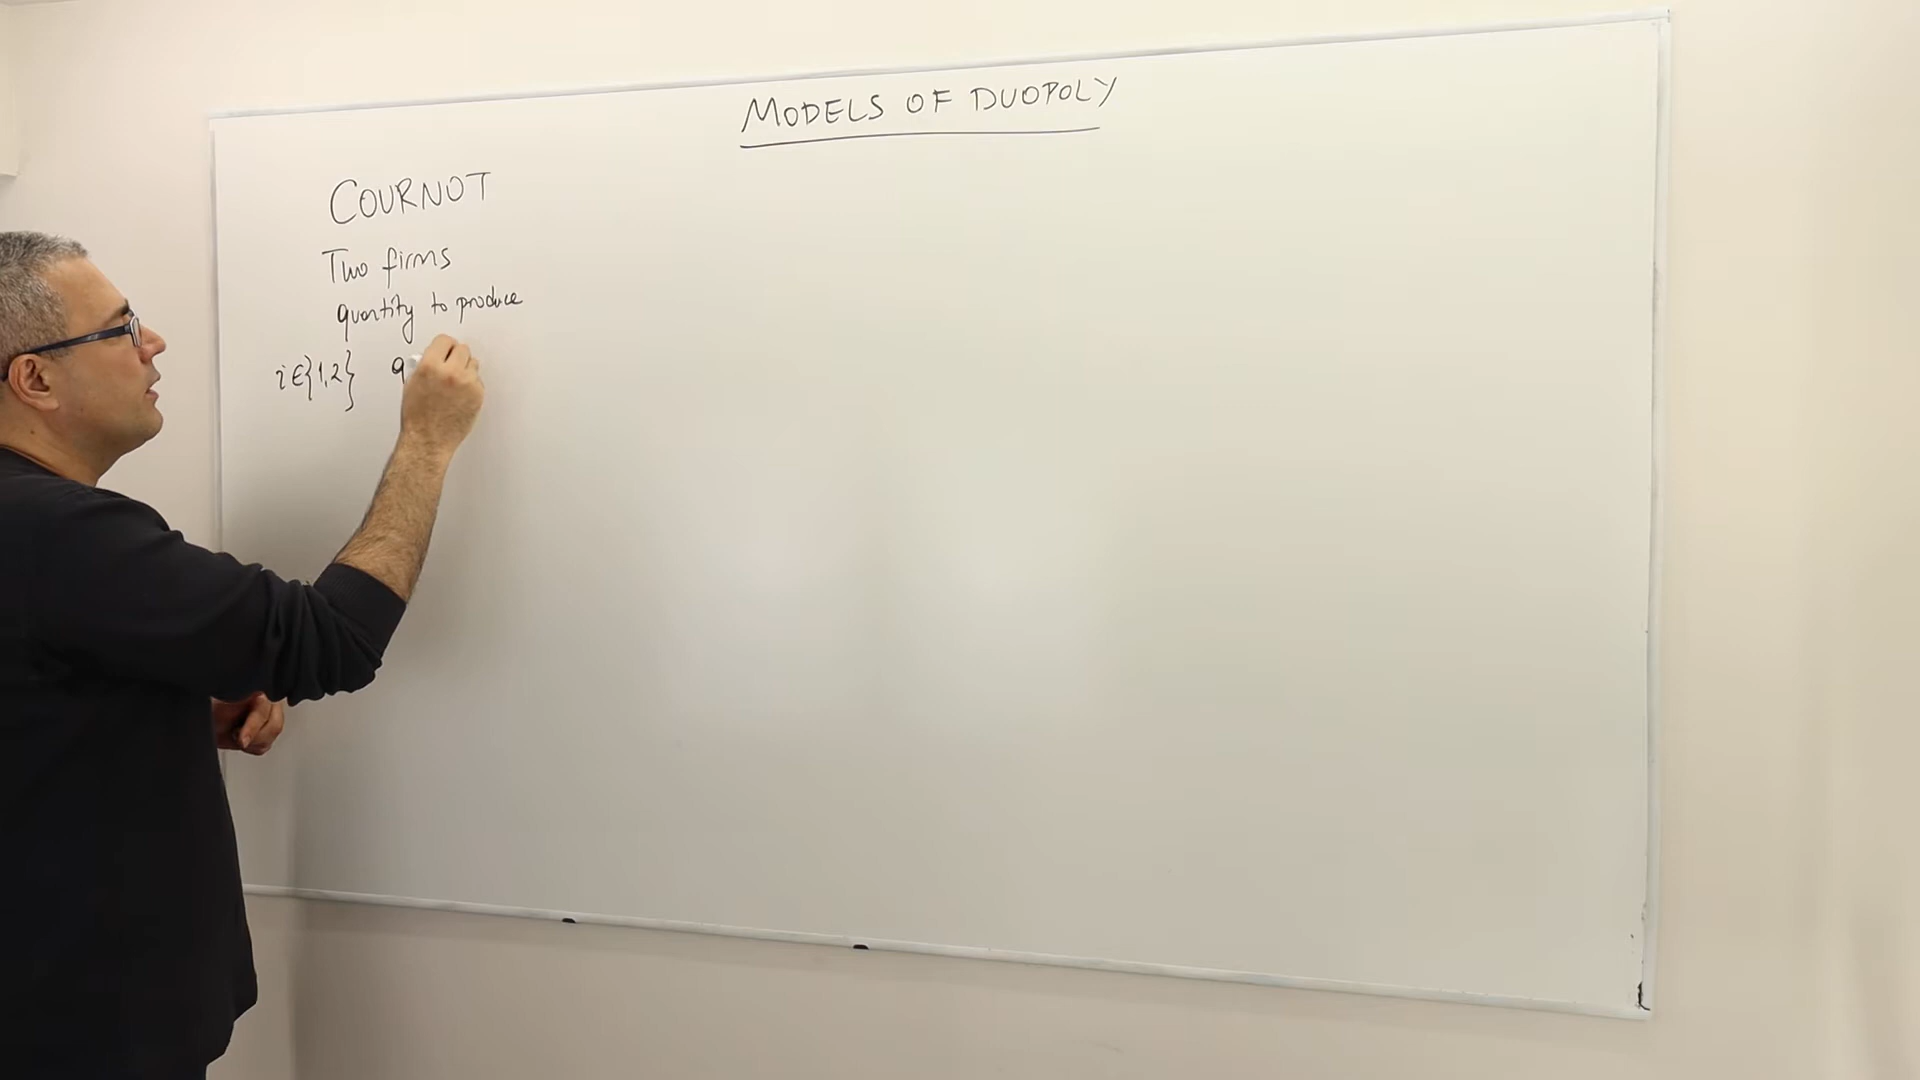 MODELS OF DUOPOLY
COURNOT
Two firms
quantity to produce
i∈{1,2} q